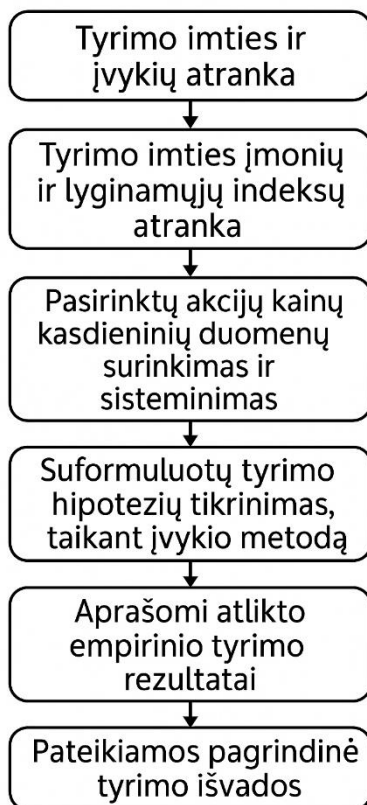 Tyrimo imties ir
įvykių atranka
Tyrimo imties įmonių
ir lyginamųjų indeksų
atranka
Pasirinktų akcijų kainų
kasdieninių duomenų
surinkimas ir
sisteminimas
Suformuluotų tyrimo
hipotezių tikrinimas,
taikant įvykio metodą
Aprašomi atlikto
empirinio tyrimo
rezultatai
Pateikiamos pagrindinė
tyrimo išvados